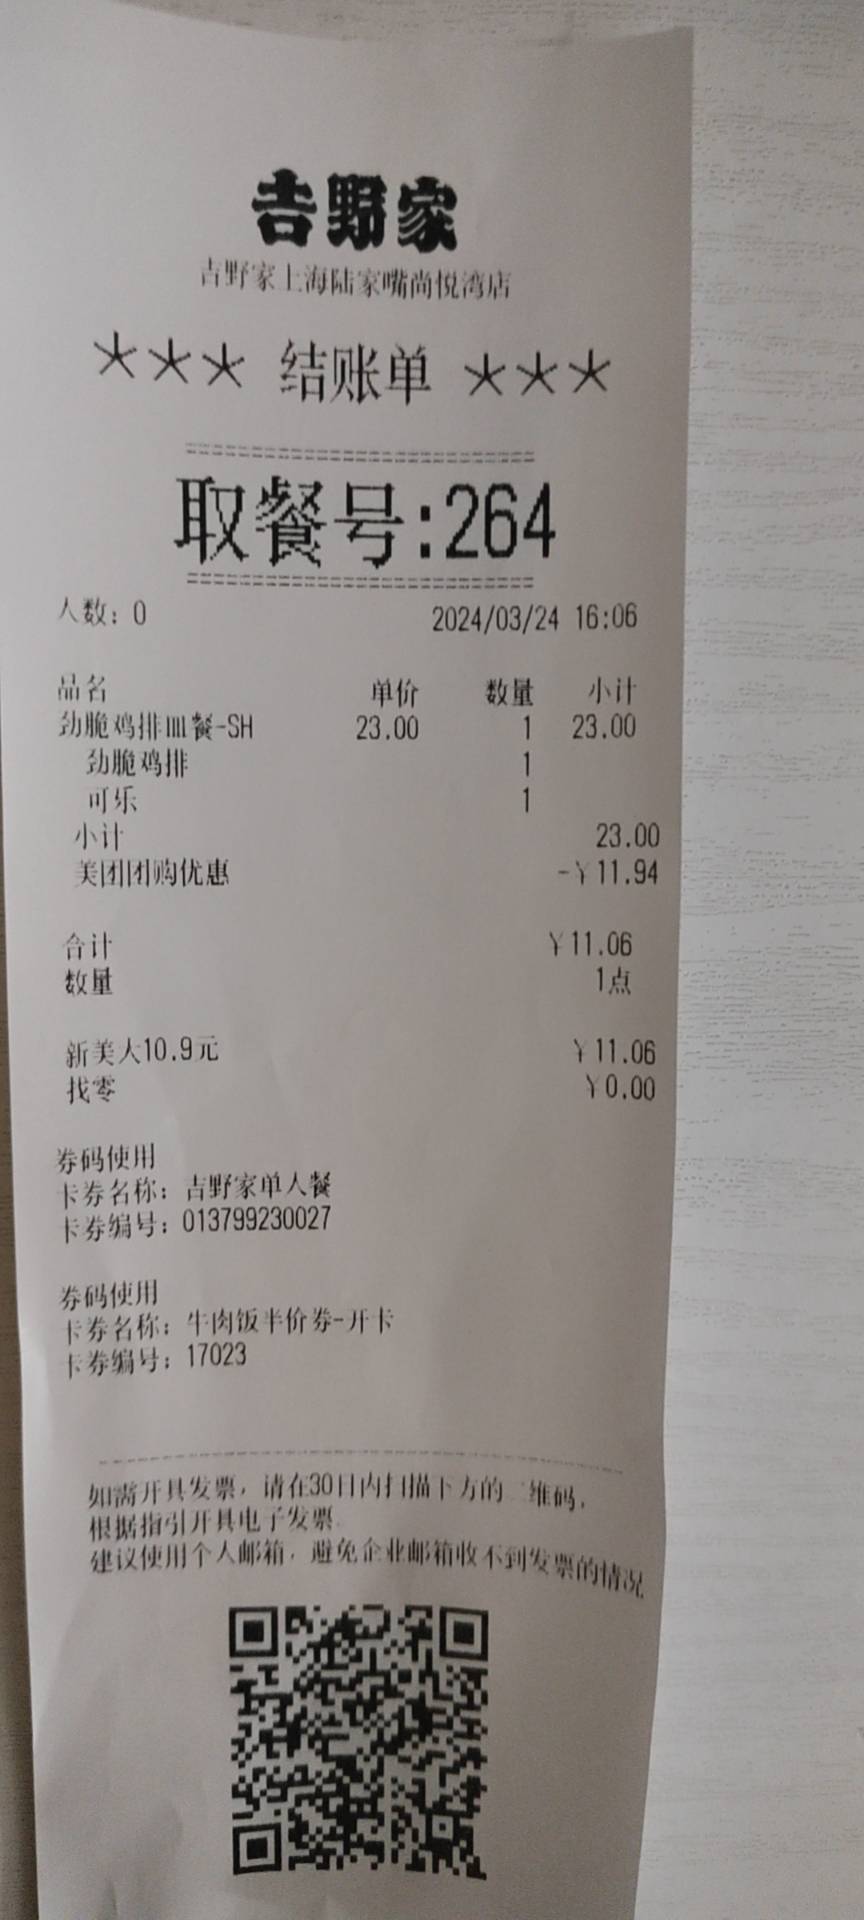 吉野家
吉野家上海陆家嘴尚悦湾店
*** 结账单 ***
==============================
取餐号:264
==============================
人数: 0 2024/03/24 16:06
品名 单价 数量 小计
劲脆鸡排皿餐-SH 23.00 1 23.00
劲脆鸡排 1
可乐 1
小计 23.00
美团团购优惠 -¥11.94
合计 ¥11.06
数量 1点
新美大10.9元 ¥11.06
找零 ¥0.00
券码使用
卡券名称: 吉野家单人餐
卡券编号: 013799230027
券码使用
卡券名称: 牛肉饭半价券-开卡
卡券编号: 17023
如需开具发票，请在30日内扫描下方的二维码，
根据指引开具电子发票
建议使用个人邮箱，避免企业邮箱收不到发票的情况